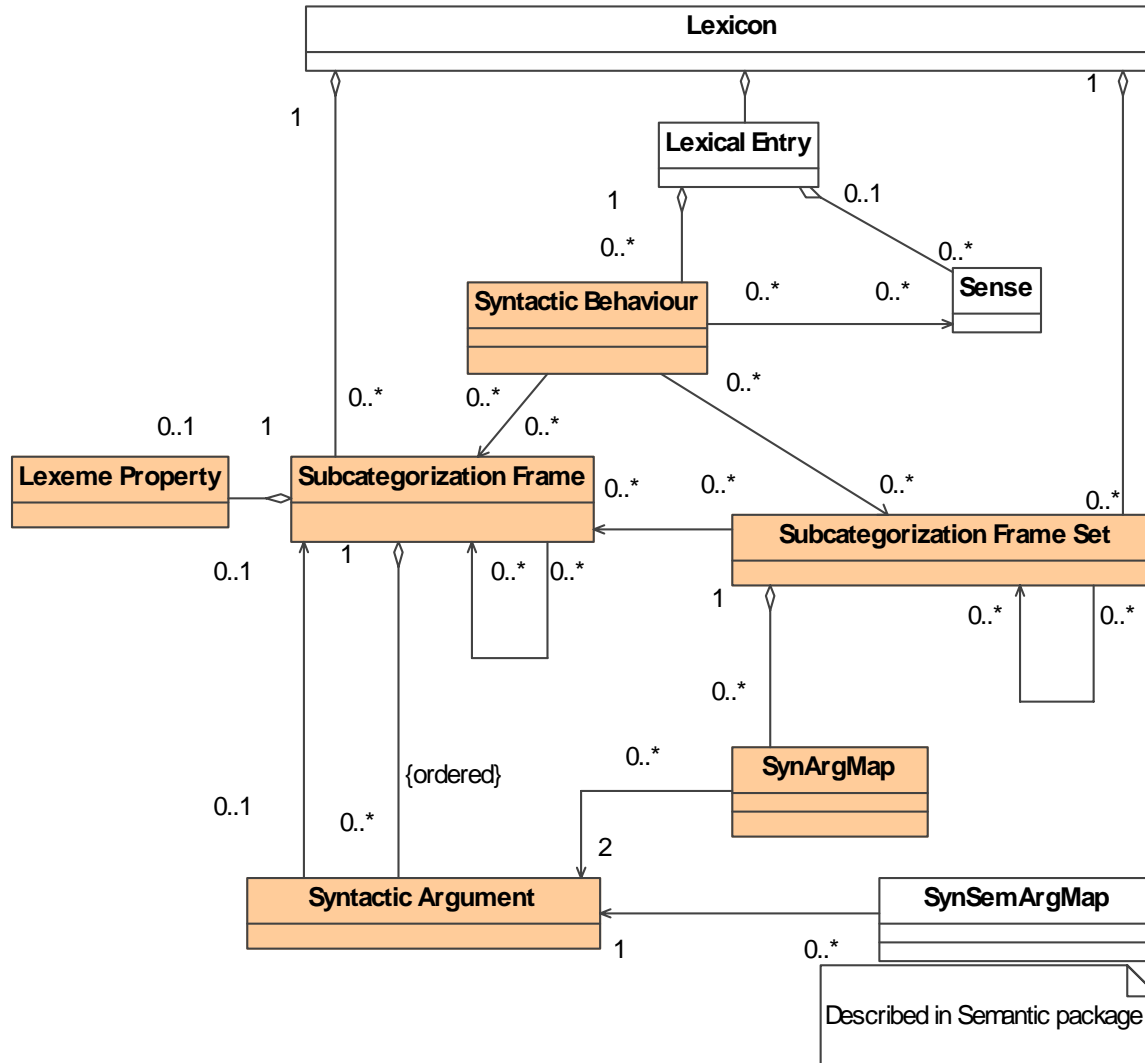 Lexicon
1
1
Lexical Entry
1
0..1
0..*
0..*
Syntactic Behaviour
0..*
0..*
Sense
0..*
0..*
0..*
0..*
0..1
1
Lexeme Property
Subcategorization Frame
0..*
0..*
0..*
0..*
Subcategorization Frame Set
0..1
1
0..*
0..*
1
0..*
0..*
0..*
SynArgMap
{ordered}
0..*
0..1
0..*
2
Syntactic Argument
SynSemArgMap
1
0..*
Described in Semantic package